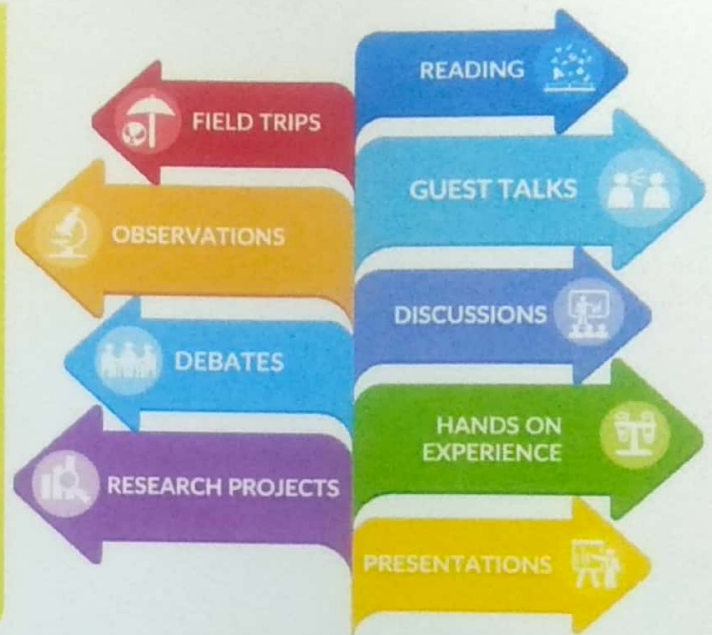 READING
FIELD TRIPS
GUEST TALKS
OBSERVATIONS
DISCUSSIONS
DEBATES
HANDS ON
EXPERIENCE
RESEARCH PROJECTS
PRESENTATIONS